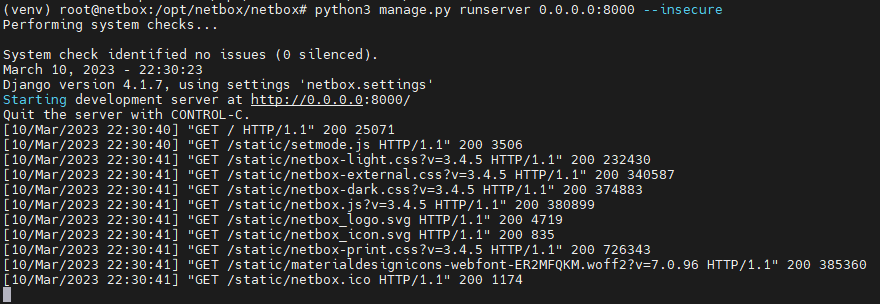 (venv) root@netbox:/opt/netbox/netbox# python3 manage.py runserver 0.0.0.0:8000 --insecure
Performing system checks...

System check identified no issues (0 silenced).
March 10, 2023 - 22:30:23
Django version 4.1.7, using settings 'netbox.settings'
Starting development server at http://0.0.0.0:8000/
Quit the server with CONTROL-C.
[10/Mar/2023 22:30:40] "GET / HTTP/1.1" 200 25071
[10/Mar/2023 22:30:40] "GET /static/setmode.js HTTP/1.1" 200 3506
[10/Mar/2023 22:30:41] "GET /static/netbox-light.css?v=3.4.5 HTTP/1.1" 200 232430
[10/Mar/2023 22:30:41] "GET /static/netbox-external.css?v=3.4.5 HTTP/1.1" 200 340587
[10/Mar/2023 22:30:41] "GET /static/netbox-dark.css?v=3.4.5 HTTP/1.1" 200 374883
[10/Mar/2023 22:30:41] "GET /static/netbox.js?v=3.4.5 HTTP/1.1" 200 380899
[10/Mar/2023 22:30:41] "GET /static/netbox_logo.svg HTTP/1.1" 200 4719
[10/Mar/2023 22:30:41] "GET /static/netbox_icon.svg HTTP/1.1" 200 835
[10/Mar/2023 22:30:41] "GET /static/netbox-print.css?v=3.4.5 HTTP/1.1" 200 726343
[10/Mar/2023 22:30:41] "GET /static/materialdesignicons-webfont-ER2MFQKM.woff2?v=7.0.96 HTTP/1.1" 200 385360
[10/Mar/2023 22:30:41] "GET /static/netbox.ico HTTP/1.1" 200 1174